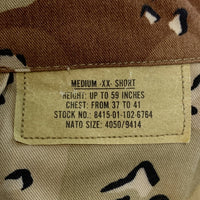 MEDIUM -XX- SHORT
HEIGHT: UP TO 59 INCHES
CHEST: FROM 37 TO 41
STOCK NO.: 8415-01-102-6764
NATO SIZE: 4050/9414